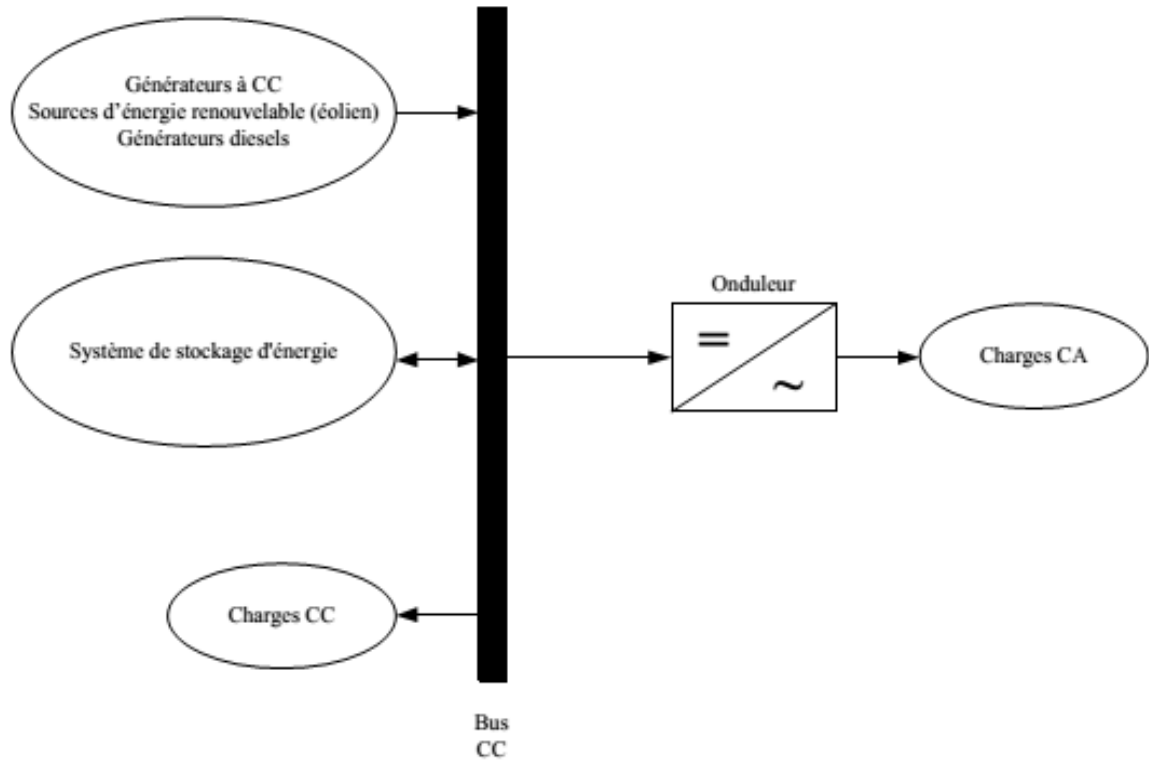 Générateurs à CC
Sources d'énergie renouvelable (éolien)
Générateurs diesels
Système de stockage d'énergie
Onduleur
=
~
Charges CA
Charges CC
Bus
CC